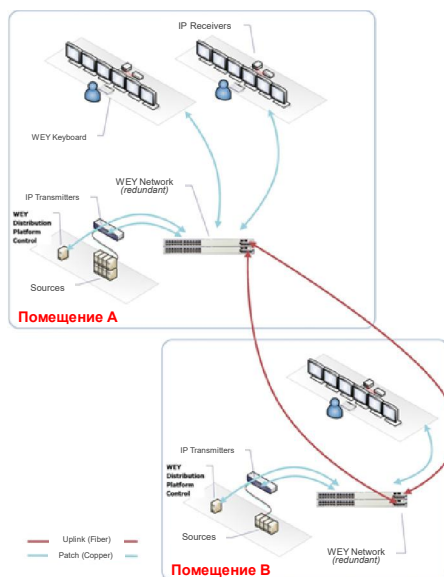 IP Receivers
WEY Keyboard
WEY Network
(redundant)
IP Transmitters
WEY
Distribution
Platform
Control
Sources
Помещение А
IP Transmitters
WEY
Distribution
Platform
Control
Sources
WEY Network
(redundant)
Uplink (Fiber)
Patch (Copper)
Помещение В